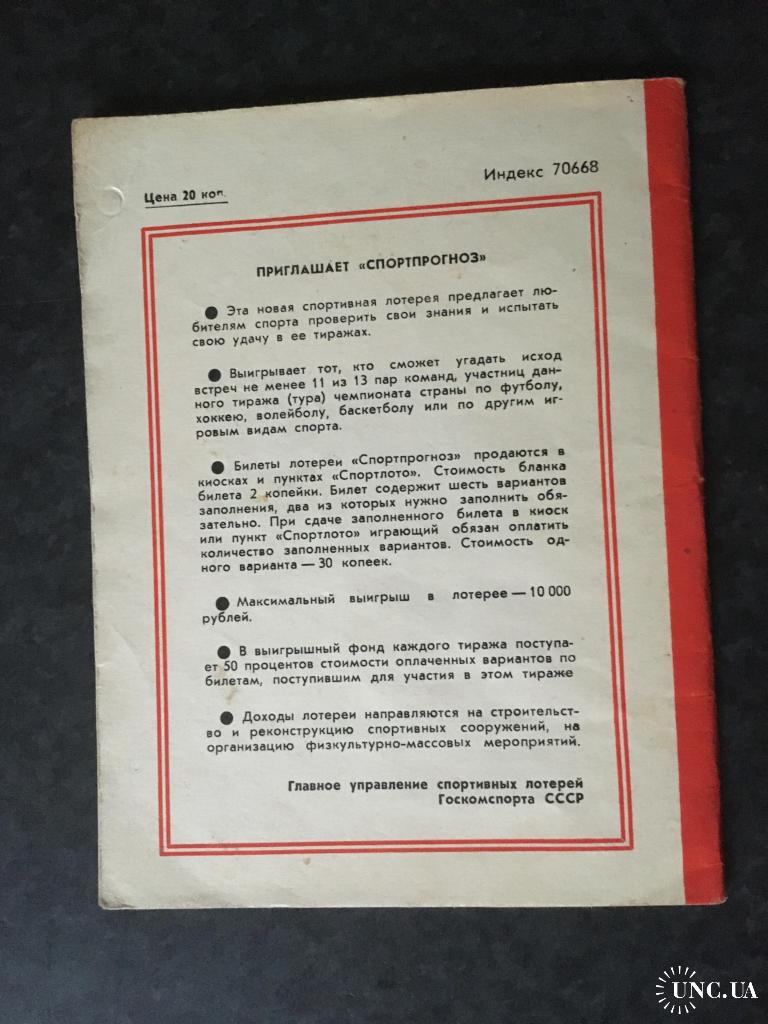 Индекс 70668
Цена 20 коп.
ПРИГЛАШАЕТ «СПОРТПРОГНОЗ»
● Эта новая спортивная лотерея предлагает лю-
бителям спорта проверить свои знания и испытать
свою удачу в ее тиражах.
● Выигрывает тот, кто сможет угадать исход
встреч не менее 11 из 13 пар команд, участниц дан-
ного тиража (тура) чемпионата страны по футболу,
хоккею, волейболу, баскетболу или по другим иг-
ровым видам спорта.
● Билеты лотереи «Спортпрогноз» продаются в
киосках и пунктах «Спортлото». Стоимость бланка
билета 2 копейки. Билет содержит шесть вариантов
заполнения, два из которых нужно заполнить обя-
зательно. При сдаче заполненного билета в киоск
или пункт «Спортлото» играющий обязан оплатить
количество заполненных вариантов. Стоимость од-
ного варианта — 30 копеек.
● Максимальный выигрыш в лотерее — 10 000
рублей.
● В выигрышный фонд каждого тиража поступа-
ет 50 процентов стоимости оплаченных вариантов по
билетам, поступившим для участия в этом тираже
● Доходы лотереи направляются на строительст-
во и реконструкцию спортивных сооружений, на
организацию физкультурно-массовых мероприятий.
Главное управление спортивных лотерей
Госкомспорта СССР
UNC.UA